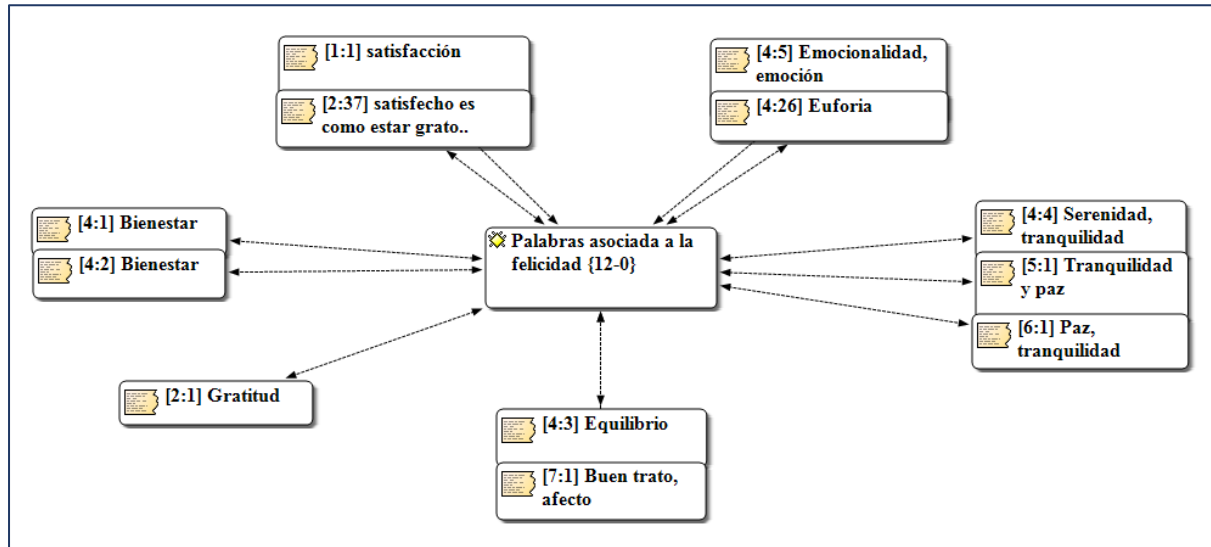 [1:1] satisfacción
[2:37] satisfecho es
como estar grato..
[4:5] Emocionalidad,
emoción
[4:26] Euforia
[4:1] Bienestar
[4:2] Bienestar
Palabras asociada a la
felicidad {12-0}
[4:4] Serenidad,
tranquilidad
[5:1] Tranquilidad
y paz
[6:1] Paz,
tranquilidad
[2:1] Gratitud
[4:3] Equilibrio
[7:1] Buen trato,
afecto